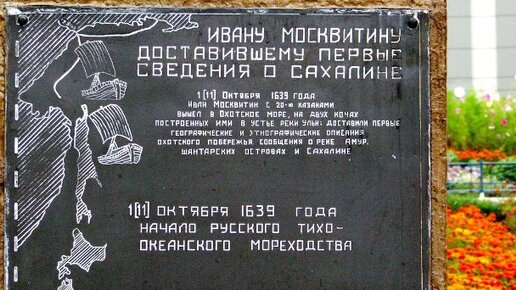 ИВАНУ МОСКВИТИНУ
ДОСТАВИВШЕМУ ПЕРВЫЕ
СВЕДЕНИЯ О САХАЛИНЕ
1(11) ОКТЯБРЯ 1639 ГОДА
ИВАН МОСКВИТИН С 20-Ю КАЗАКАМИ
ВЫШЕЛ В ОХОТСКОЕ МОРЕ, НА ДВУХ КОЧАХ
ПОСТРОЕННЫХ ИМИ В УСТЬЕ РЕКИ УЛЬИ ДОСТАВИЛИ ПЕРВЫЕ
ГЕОГРАФИЧЕСКИЕ И ЭТНОГРАФИЧЕСКИЕ ОПИСАНИЯ
ОХОТСКОГО ПОБЕРЕЖЬЯ, СООБЩЕНИЯ О РЕКЕ АМУР,
ШАНТАРСКИХ ОСТРОВАХ И САХАЛИНЕ
1(11) ОКТЯБРЯ 1639 ГОДА
НАЧАЛО РУССКОГО ТИХО-
ОКЕАНСКОГО МОРЕХОДСТВА